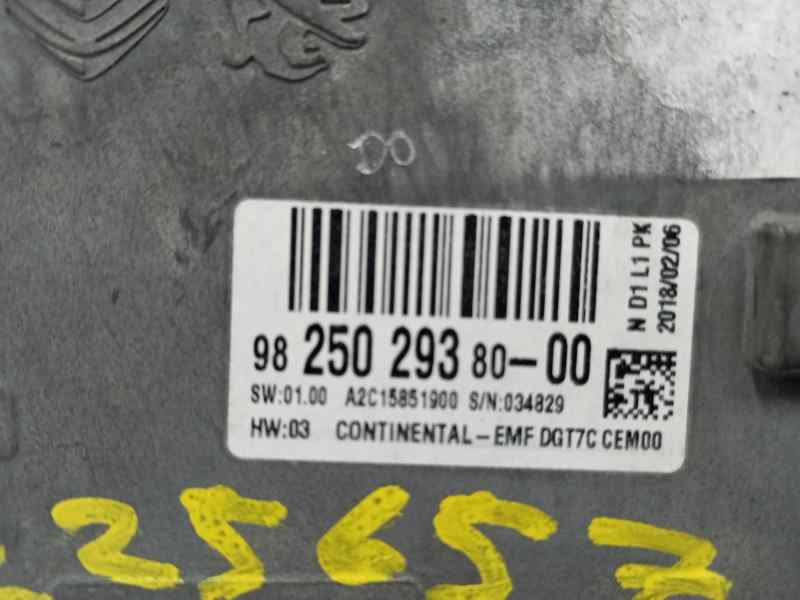 98 250 293 80-00
SW:01.00 A2C15851900 S/N:034829
HW:03 CONTINENTAL-EMF DGT7C CEM00
N D1 L1 PK
2018/02/06
25657